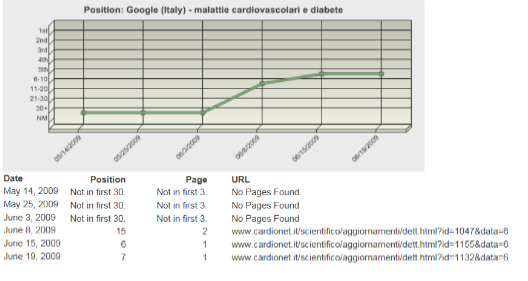 Position: Google (Italy) - malattie cardiovascolari e diabete
1st
2nd
3rd
4th
5th
6-10
11-20
21-30
30+
NM
05/14/2009 05/25/2009 06/3/2009 06/8/2009 06/15/2009 06/19/2009
Date Position Page URL
May 14, 2009 Not in first 30. Not in first 3. No Pages Found
May 25, 2009 Not in first 30. Not in first 3. No Pages Found
June 3, 2009 Not in first 30. Not in first 3. No Pages Found
June 8, 2009 15 2 www.cardionet.it/scientifico/aggiornamenti/dett.html?id=1047&data=6
June 15, 2009 6 1 www.cardionet.it/scientifico/aggiornamenti/dett.html?id=1155&data=6
June 19, 2009 7 1 www.cardionet.it/scientifico/aggiornamenti/dett.html?id=1132&data=6